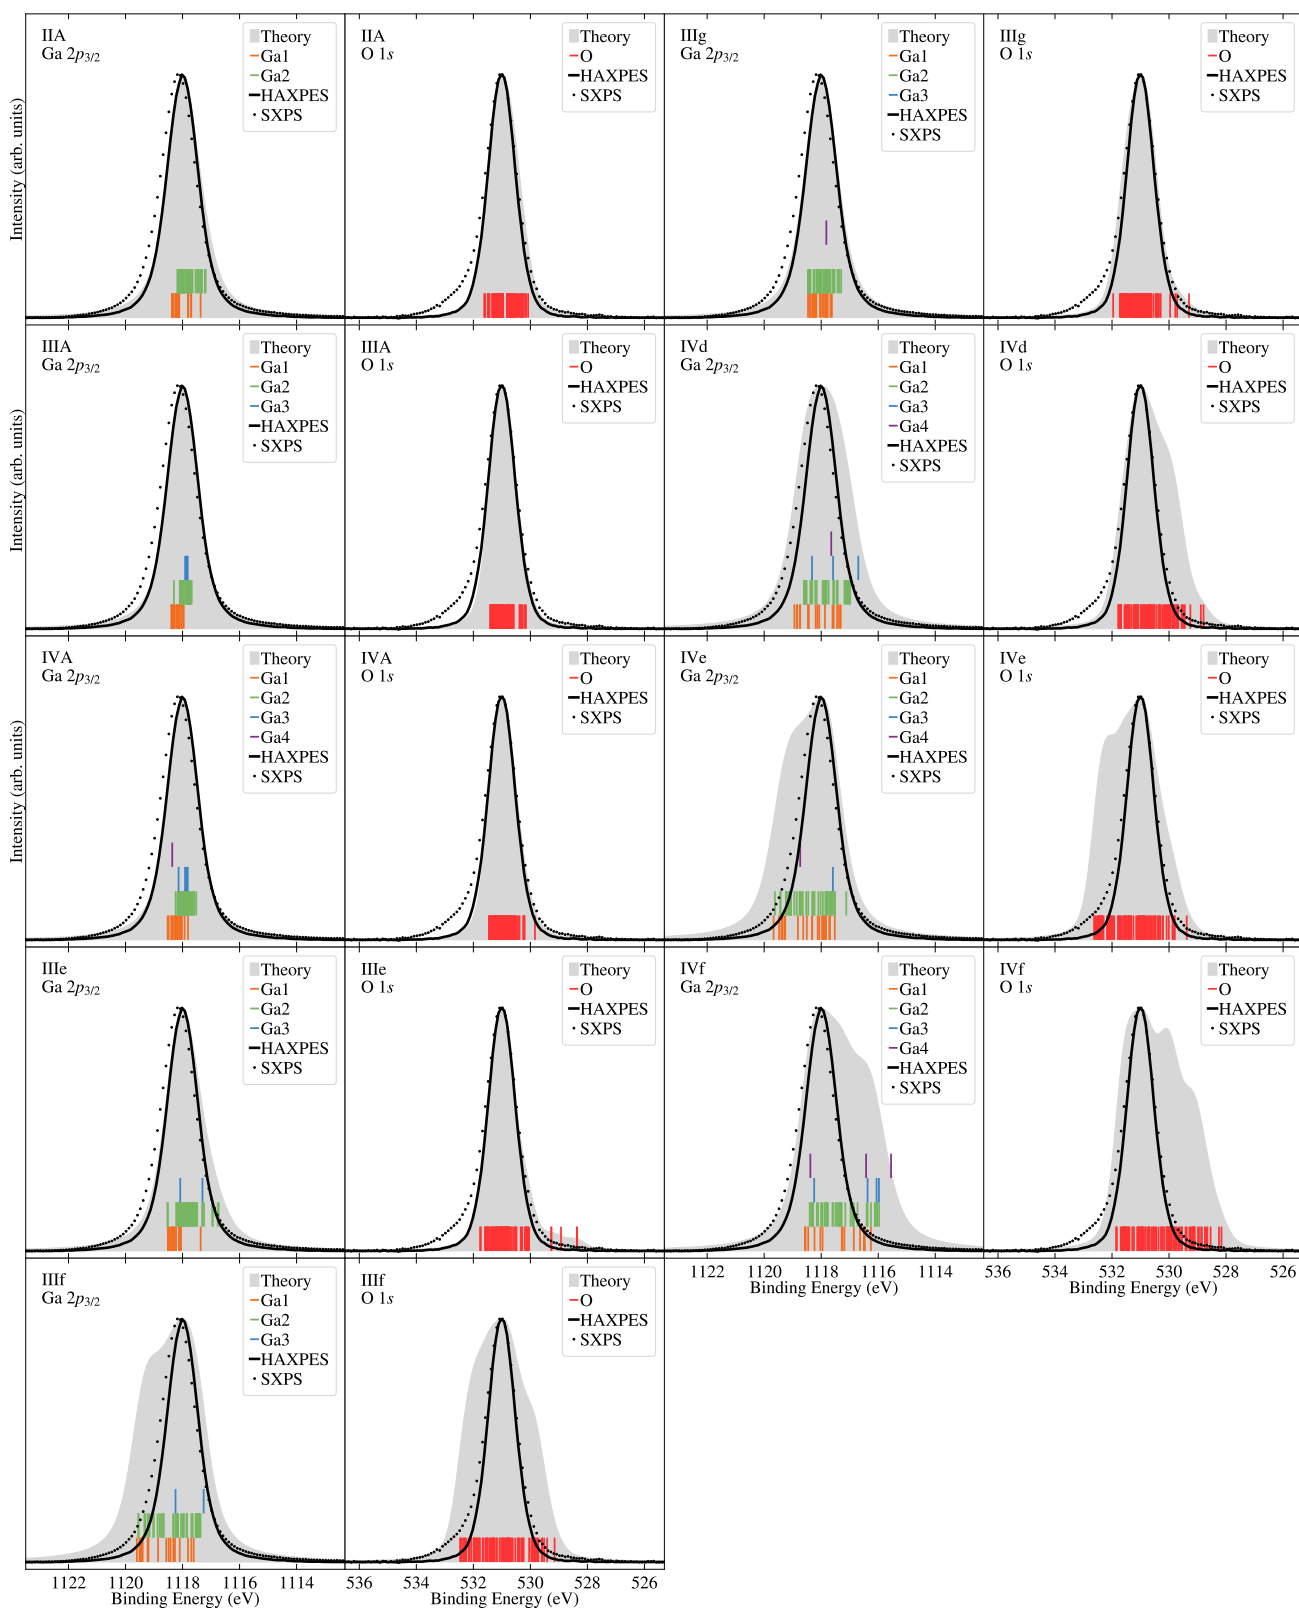 IIA
Ga 2p3/2
Theory
Ga1
Ga2
HAXPES
SXPS
IIA
O 1s
Theory
O
HAXPES
SXPS
IIIg
Ga 2p3/2
Theory
Ga1
Ga2
Ga3
HAXPES
SXPS
IIIg
O 1s
Theory
O
HAXPES
SXPS
Intensity (arb. units)
IIIA
Ga 2p3/2
Theory
Ga1
Ga2
Ga3
HAXPES
SXPS
IIIA
O 1s
Theory
O
HAXPES
SXPS
IVd
Ga 2p3/2
Theory
Ga1
Ga2
Ga3
Ga4
HAXPES
SXPS
IVd
O 1s
Theory
O
HAXPES
SXPS
Intensity (arb. units)
IVA
Ga 2p3/2
Theory
Ga1
Ga2
Ga3
Ga4
HAXPES
SXPS
IVA
O 1s
Theory
O
HAXPES
SXPS
IVe
Ga 2p3/2
Theory
Ga1
Ga2
Ga3
Ga4
HAXPES
SXPS
IVe
O 1s
Theory
O
HAXPES
SXPS
Intensity (arb. units)
IIIe
Ga 2p3/2
Theory
Ga1
Ga2
Ga3
HAXPES
SXPS
IIIe
O 1s
Theory
O
HAXPES
SXPS
IVf
Ga 2p3/2
Theory
Ga1
Ga2
Ga3
Ga4
HAXPES
SXPS
IVf
O 1s
Theory
O
HAXPES
SXPS
1122 1120 1118 1116 1114
Binding Energy (eV)
536 534 532 530 528 526
Binding Energy (eV)
IIIf
Ga 2p3/2
Theory
Ga1
Ga2
Ga3
HAXPES
SXPS
IIIf
O 1s
Theory
O
HAXPES
SXPS
1122 1120 1118 1116 1114
Binding Energy (eV)
536 534 532 530 528 526
Binding Energy (eV)